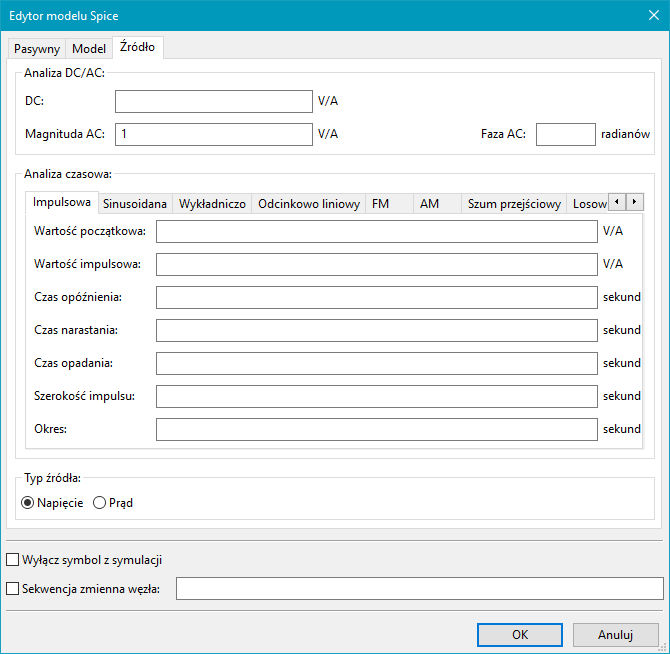 Edytor modelu Spice
Pasywny Model Źródło
Analiza DC/AC:
DC: V/A
Magnituda AC: 1 V/A Faza AC: radianów
Analiza czasowa:
Impulsowa Sinusoidana Wykładniczo Odcinkowo liniowy FM AM Szum przejściowy Losow
Wartość początkowa: V/A
Wartość impulsowa: V/A
Czas opóźnienia: sekund
Czas narastania: sekund
Czas opadania: sekund
Szerokość impulsu: sekund
Okres: sekund
Typ źródła:
Napięcie Prąd
Wyłącz symbol z symulacji
Sekwencja zmienna węzła:
OK Anuluj